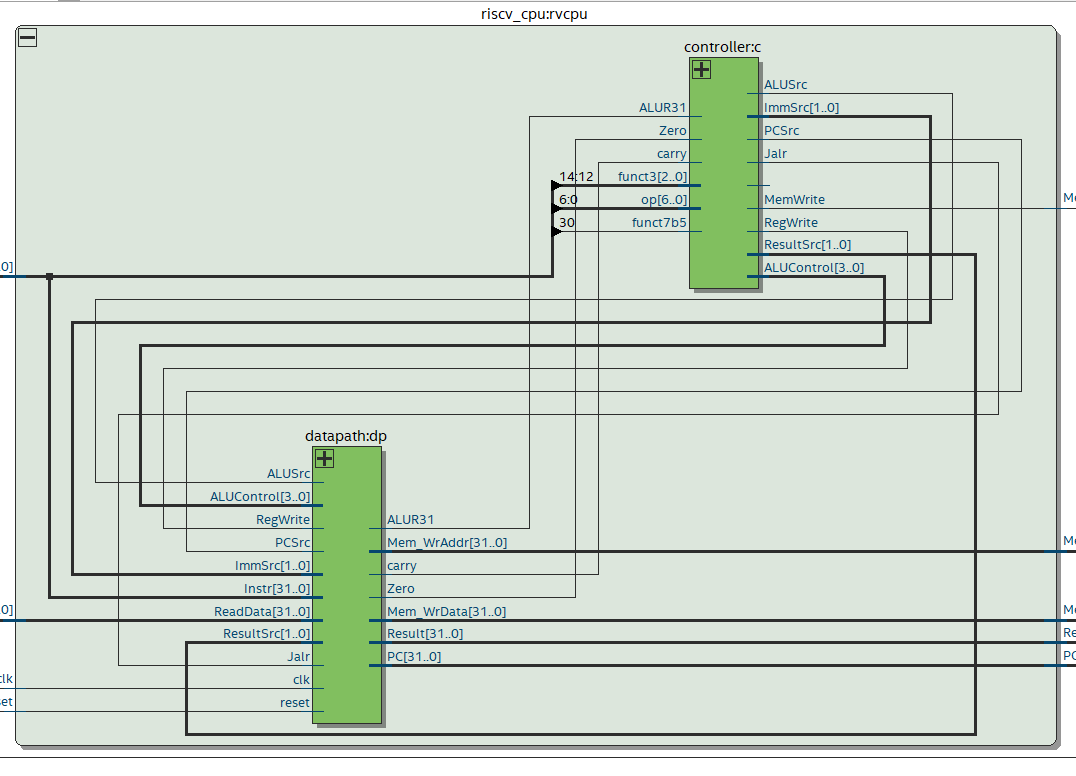 riscv_cpu:rvcpu
controller:c
ALUR31
Zero
carry
14:12 funct3[2..0]
6:0 op[6..0]
30 funct7b5
ALUSrc
ImmSrc[1..0]
PCSrc
Jalr
MemWrite
RegWrite
ResultSrc[1..0]
ALUControl[3..0]
0]
datapath:dp
ALUSrc
ALUControl[3..0]
RegWrite
PCSrc
ImmSrc[1..0]
Instr[31..0]
ReadData[31..0]
ResultSrc[1..0]
Jalr
clk
reset
ALUR31
Mem_WrAddr[31..0]
carry
Zero
Mem_WrData[31..0]
Result[31..0]
PC[31..0]
0]
clk
set
Me
Me
Me
Re
PC